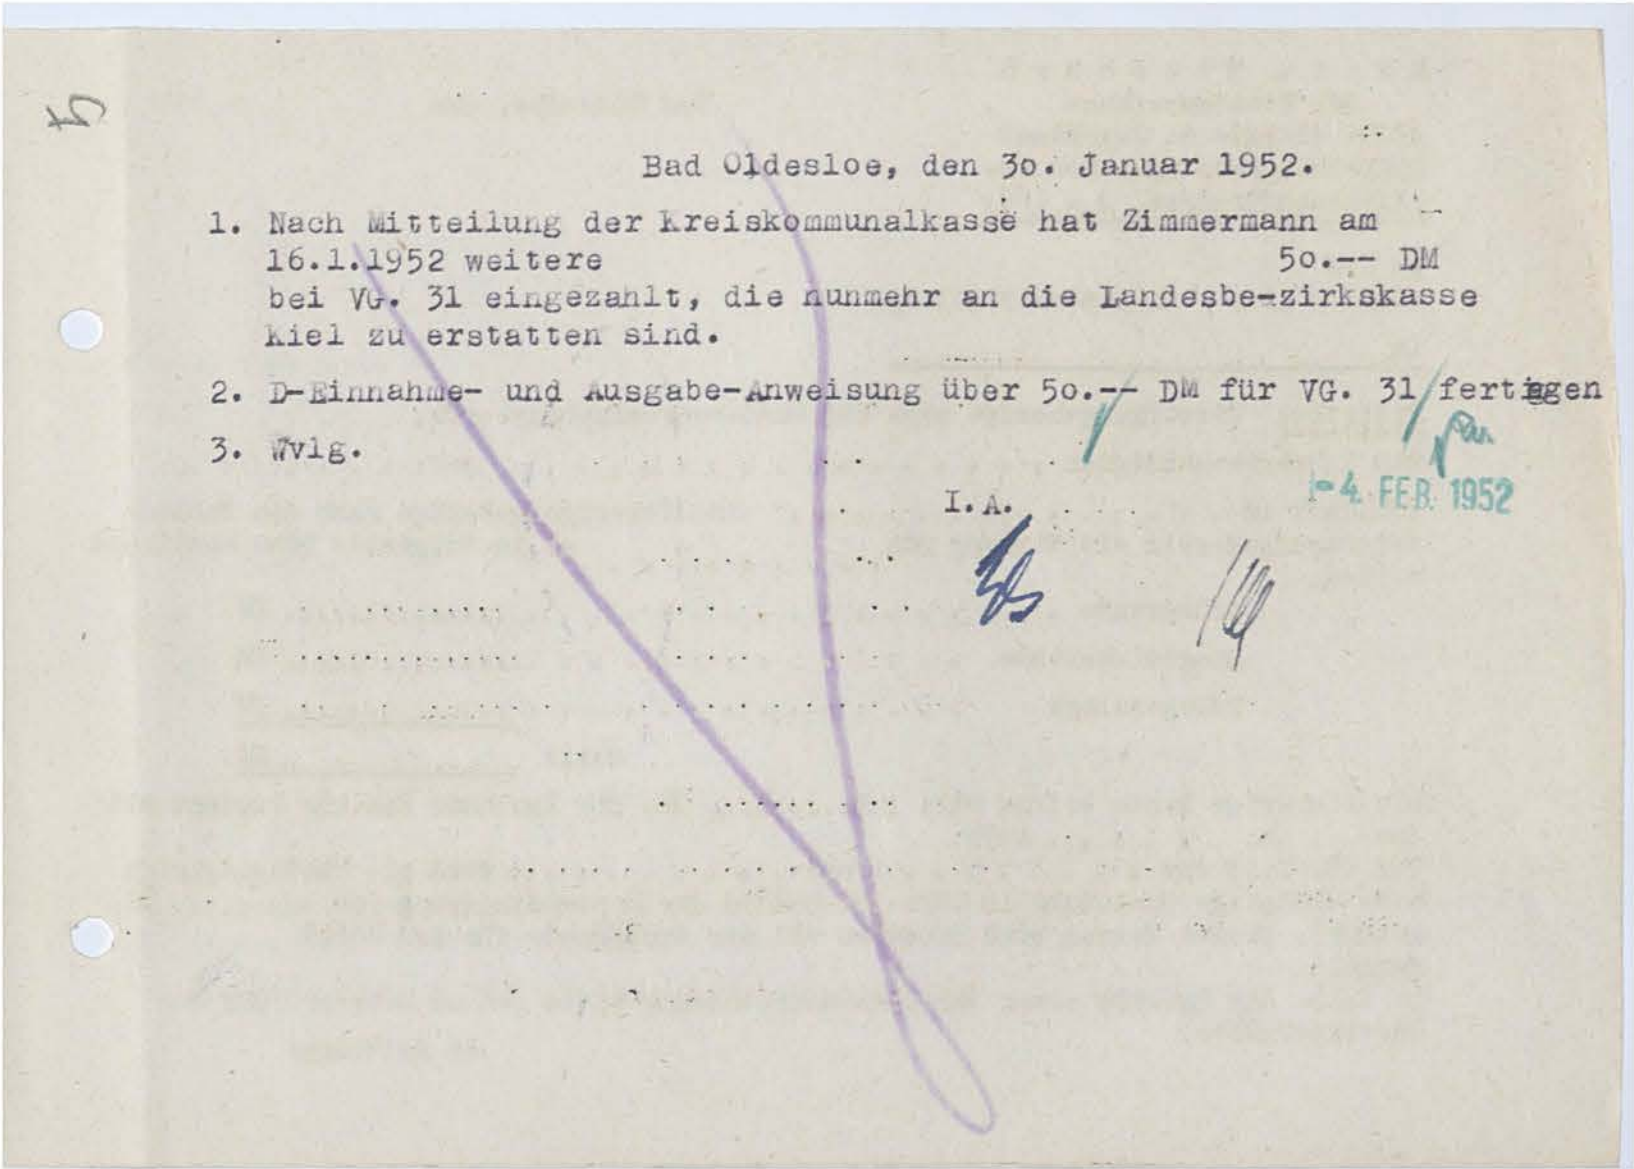 Bad Oldesloe, den 3o. Januar 1952.
1. Nach Mitteilung der Kreiskommunalkasse hat Zimmermann am
16.1.1952 weitere 5o.-- DM
bei VG. 31 eingezahlt, die nunmehr an die Landesbe-zirkskasse
Kiel zu erstatten sind.
2. D-Einnahme- und Ausgabe-Anweisung über 5o.-- DM für VG. 31 fertigen
3. Wvlg.
- 4. FEB. 1952
I.A.